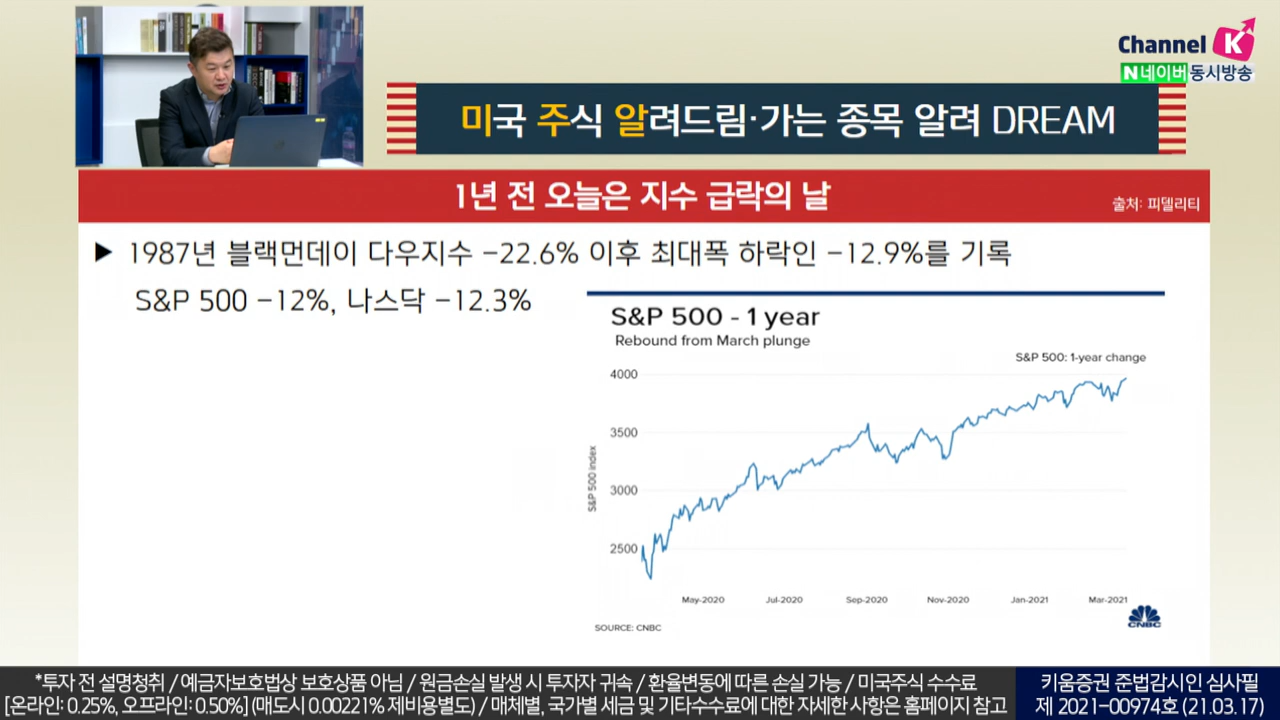 Channel K
N 네이버 동시방송
미국 주식 알려드림·가는 종목 알려 DREAM
1년 전 오늘은 지수 급락의 날
출처: 피델리티
▶ 1987년 블랙먼데이 다우지수 -22.6% 이후 최대폭 하락인 -12.9%를 기록
S&P 500 -12%, 나스닥 -12.3%
S&P 500 - 1 year
Rebound from March plunge
S&P 500: 1-year change
4000
3500
3000
2500
S&P 500 index
May-2020 Jul-2020 Sep-2020 Nov-2020 Jan-2021 Mar-2021
SOURCE: CNBC
CNBC
*투자 전 설명청취 / 예금자보호법상 보호상품 아님 / 원금손실 발생 시 투자자 귀속 / 환율변동에 따른 손실 가능 / 미국주식 수수료
[온라인: 0.25%, 오프라인: 0.50%] (매도시 0.00221% 제비용별도) / 매체별, 국가별 세금 및 기타수수료에 대한 자세한 사항은 홈페이지 참고
키움증권 준법감시인 심사필
제 2021-00974호 (21.03.17)